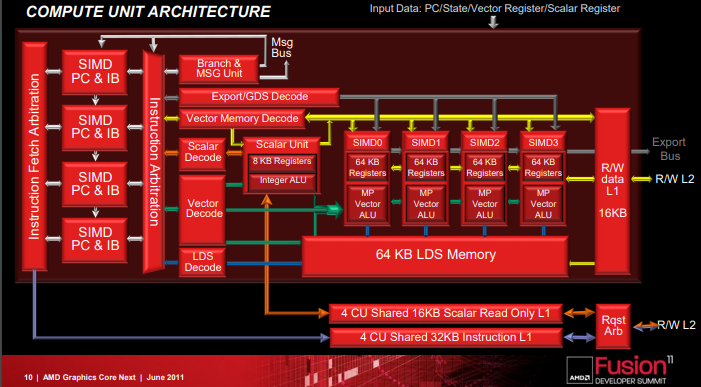 COMPUTE UNIT ARCHITECTURE
Input Data: PC/State/Vector Register/Scalar Register
Msg
Bus
Instruction Fetch Arbitration
SIMD
PC & IB
SIMD
PC & IB
SIMD
PC & IB
SIMD
PC & IB
Instruction Arbitration
Branch &
MSG Unit
Export/GDS Decode
Vector Memory Decode
Scalar
Decode
Scalar Unit
8 KB Registers
Integer ALU
Vector
Decode
LDS
Decode
SIMD0
64 KB
Registers
MP
Vector
ALU
SIMD1
64 KB
Registers
MP
Vector
ALU
SIMD2
64 KB
Registers
MP
Vector
ALU
SIMD3
64 KB
Registers
MP
Vector
ALU
64 KB LDS Memory
R/W
data
L1
16KB
Export
Bus
R/W L2
4 CU Shared 16KB Scalar Read Only L1
4 CU Shared 32KB Instruction L1
Rqst
Arb
R/W L2
10 | AMD Graphics Core Next | June 2011
AMD
Fusion11
DEVELOPER SUMMIT